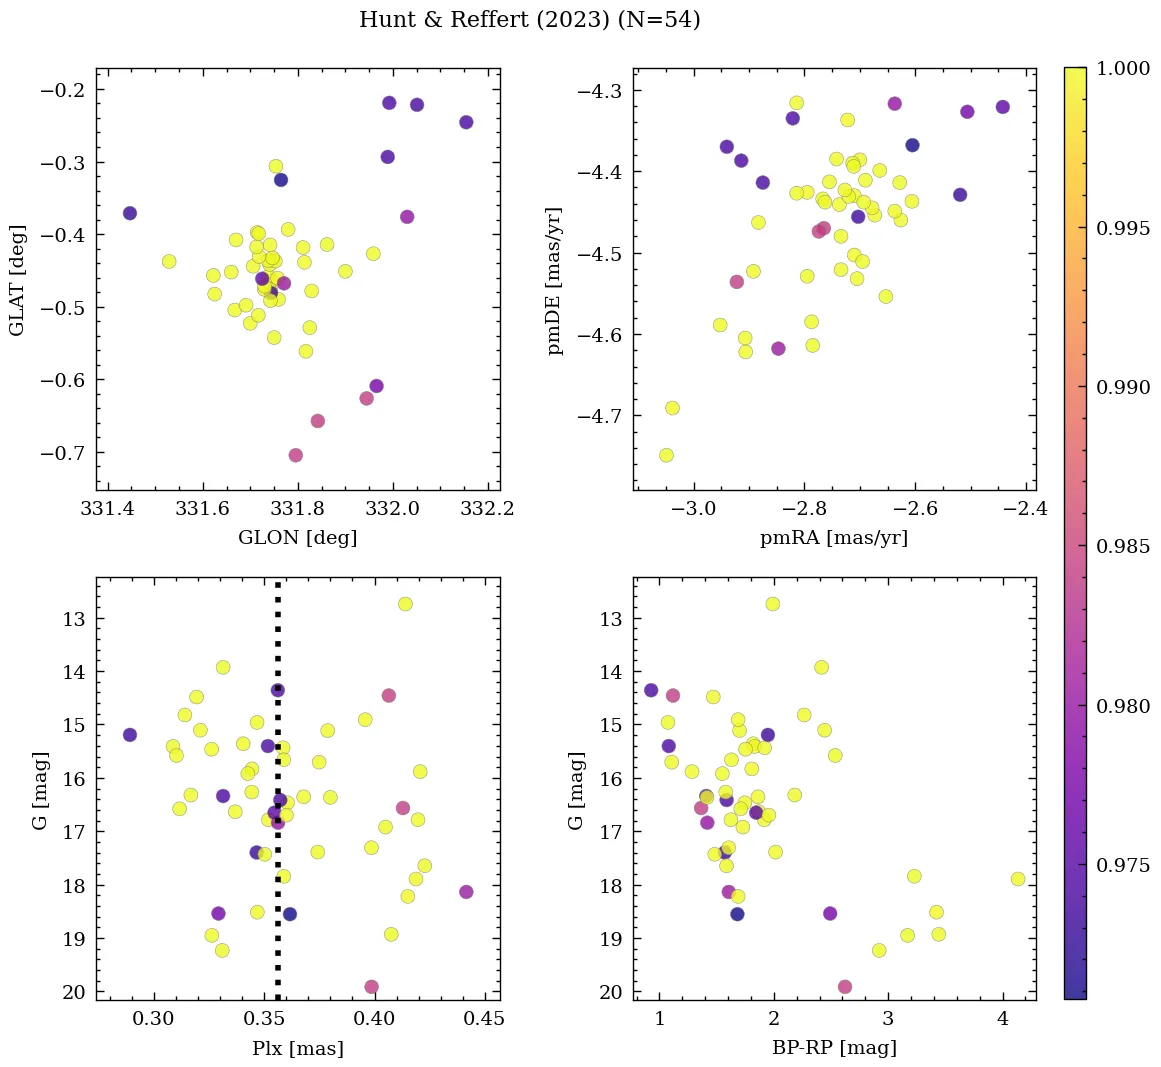 Hunt & Reffert (2023) (N=54)
−0.2
−0.3
−0.4
−0.5
−0.6
−0.7
GLAT [deg]
331.4 331.6 331.8 332.0 332.2
GLON [deg]
−4.3
−4.4
−4.5
−4.6
−4.7
pmDE [mas/yr]
−3.0 −2.8 −2.6 −2.4
pmRA [mas/yr]
13
14
15
16
17
18
19
20
G [mag]
0.30 0.35 0.40 0.45
Plx [mas]
13
14
15
16
17
18
19
20
G [mag]
1 2 3 4
BP-RP [mag]
1.000
0.995
0.990
0.985
0.980
0.975